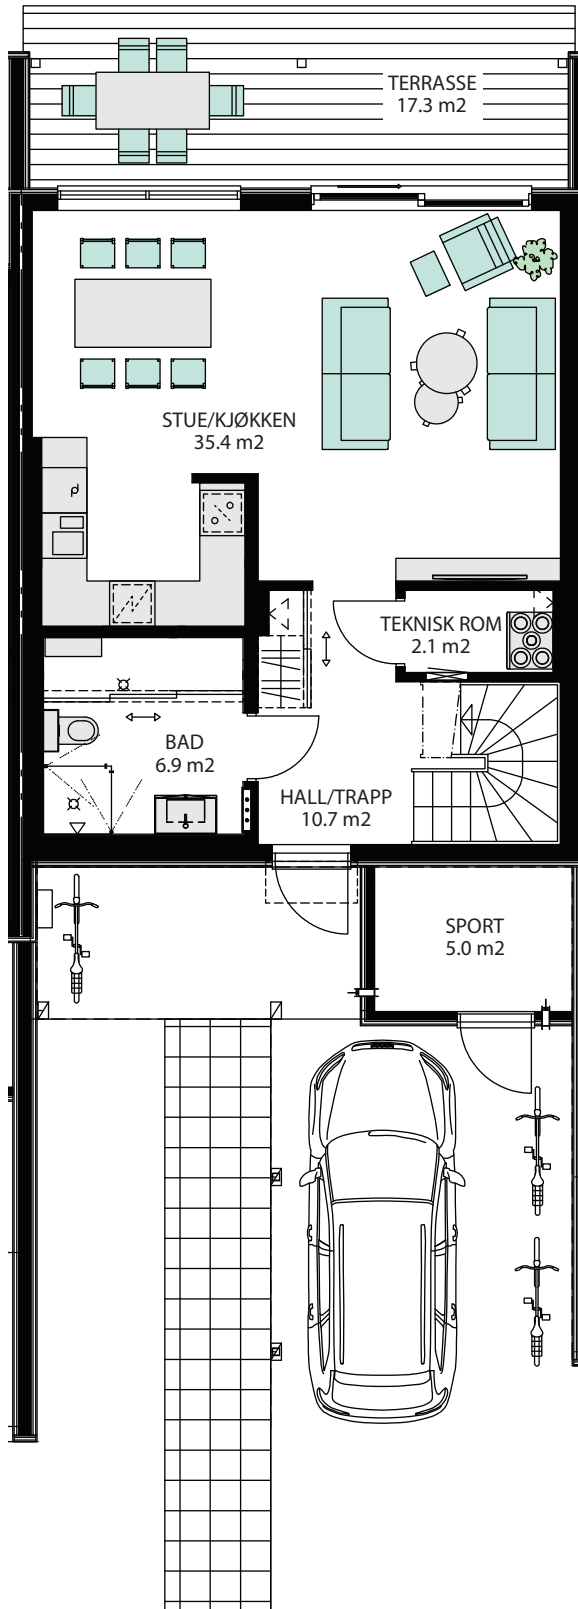 TERRASSE
17.3 m2
STUE/KJØKKEN
35.4 m2
TEKNISK ROM
2.1 m2
BAD
6.9 m2
HALL/TRAPP
10.7 m2
SPORT
5.0 m2